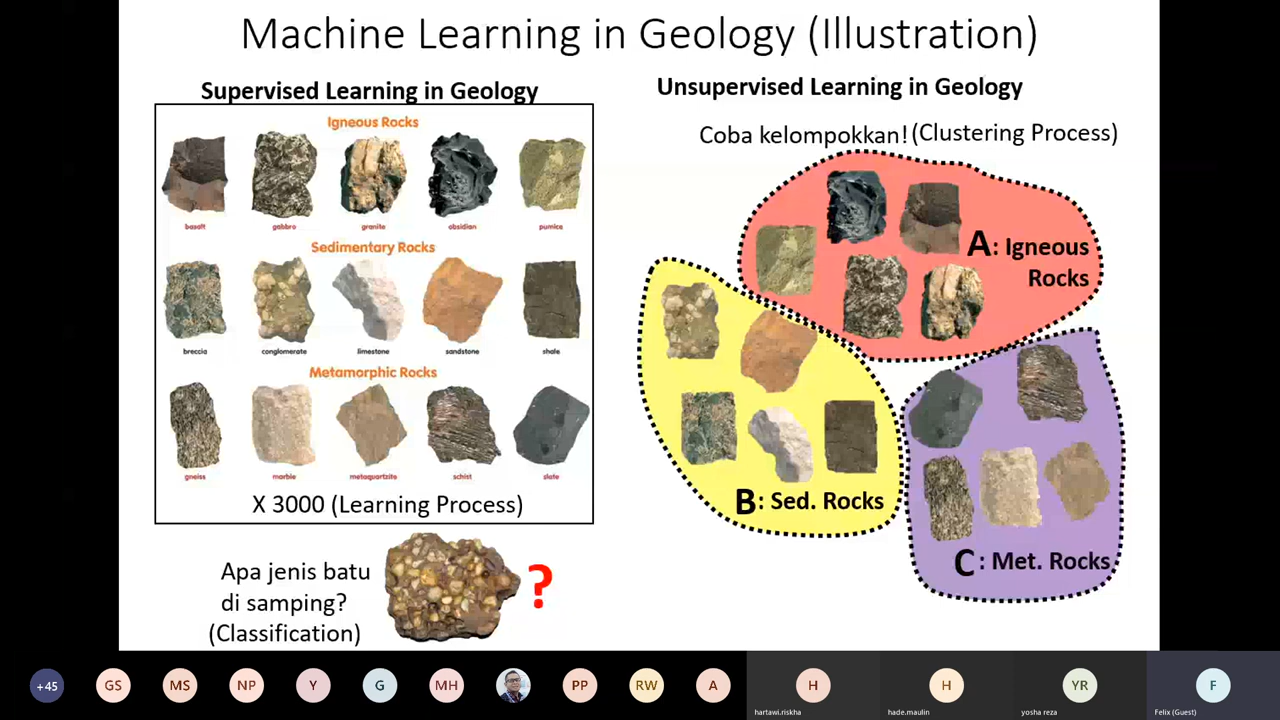 Machine Learning in Geology (Illustration)
Supervised Learning in Geology
Igneous Rocks
basalt gabbro granite obsidian pumice
Sedimentary Rocks
breccia conglomerate limestone sandstone shale
Metamorphic Rocks
gneiss marble metaquartzite schist slate
X 3000 (Learning Process)
Apa jenis batu
di samping?
(Classification)
?
Unsupervised Learning in Geology
Coba kelompokkan! (Clustering Process)
A: Igneous
Rocks
B: Sed. Rocks
C: Met. Rocks
+45 GS MS NP Y G MH PP RW A H H YR F
hartawi.riskha hade.maulin yosha reza Felix (Guest)